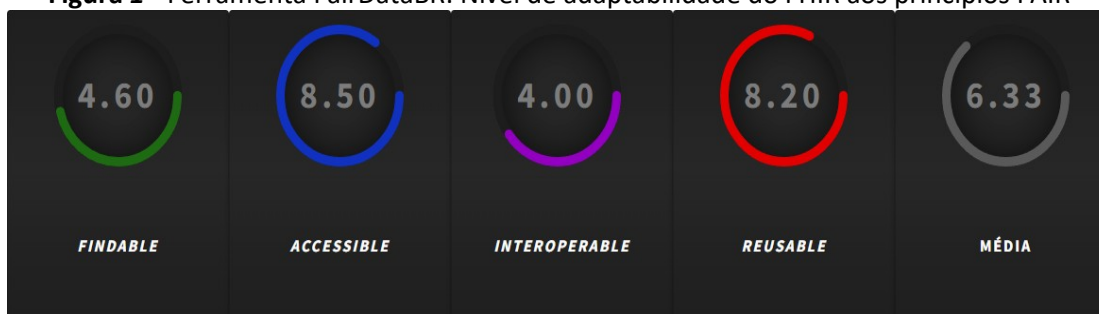 4.60 8.50 4.00 8.20 6.33
FINDABLE ACCESSIBLE INTEROPERABLE REUSABLE MÉDIA